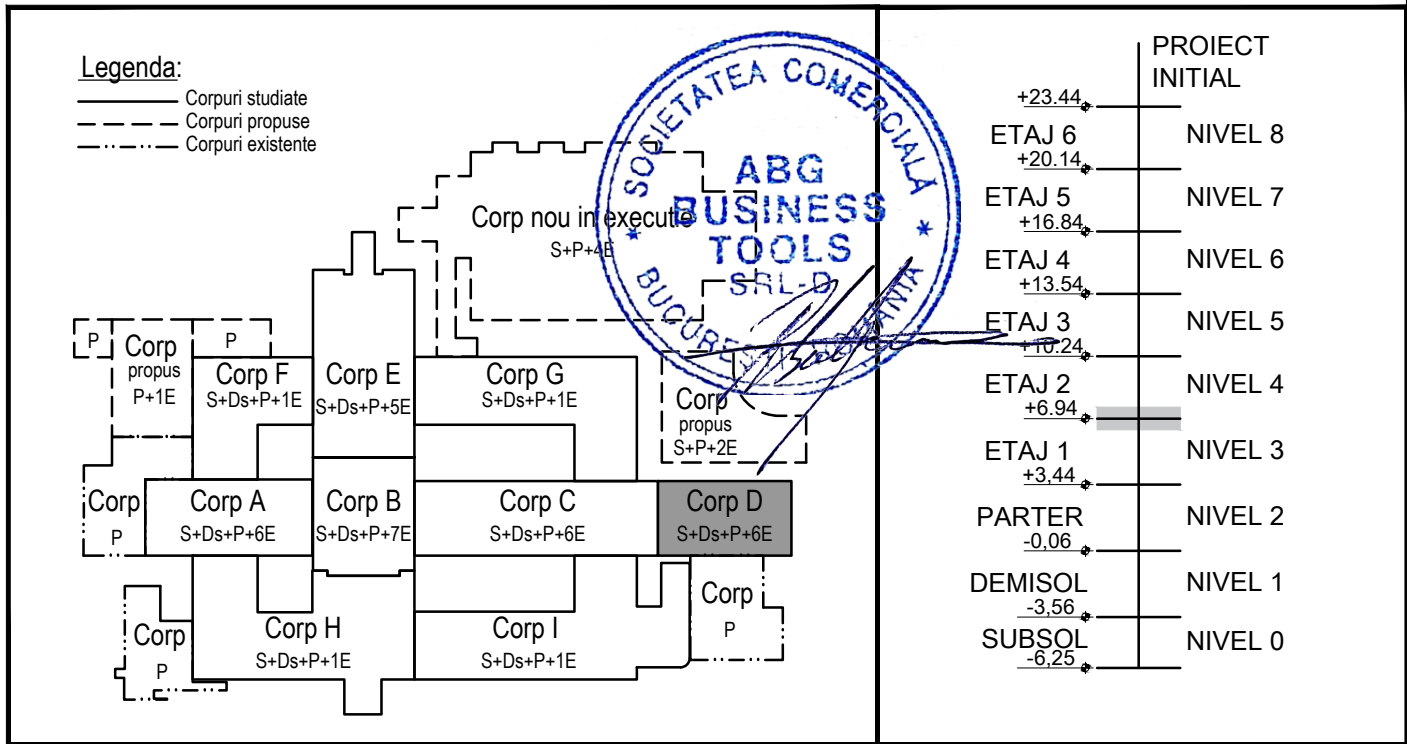 Legenda:
Corpuri studiate
Corpuri propuse
Corpuri existente
SOCIETATEA COMERCIALĂ
* BUCUREȘTI ROMÂNIA *
ABG
BUSINESS
TOOLS
SRL-D
Corp nou in executie
S+P+4E
P
Corp
propus
P+1E
P
Corp F
S+Ds+P+1E
Corp E
S+Ds+P+5E
Corp G
S+Ds+P+1E
Corp
propus
S+P+2E
Corp
P
Corp A
S+Ds+P+6E
Corp B
S+Ds+P+7E
Corp C
S+Ds+P+6E
Corp D
S+Ds+P+6E
Corp
P
Corp H
S+Ds+P+1E
Corp I
S+Ds+P+1E
Corp
P
PROIECT
INITIAL
+23.44
ETAJ 6 NIVEL 8
+20.14
ETAJ 5 NIVEL 7
+16.84
ETAJ 4 NIVEL 6
+13.54
ETAJ 3 NIVEL 5
+10.24
ETAJ 2 NIVEL 4
+6.94
ETAJ 1 NIVEL 3
+3,44
PARTER NIVEL 2
-0,06
DEMISOL NIVEL 1
-3,56
SUBSOL NIVEL 0
-6,25